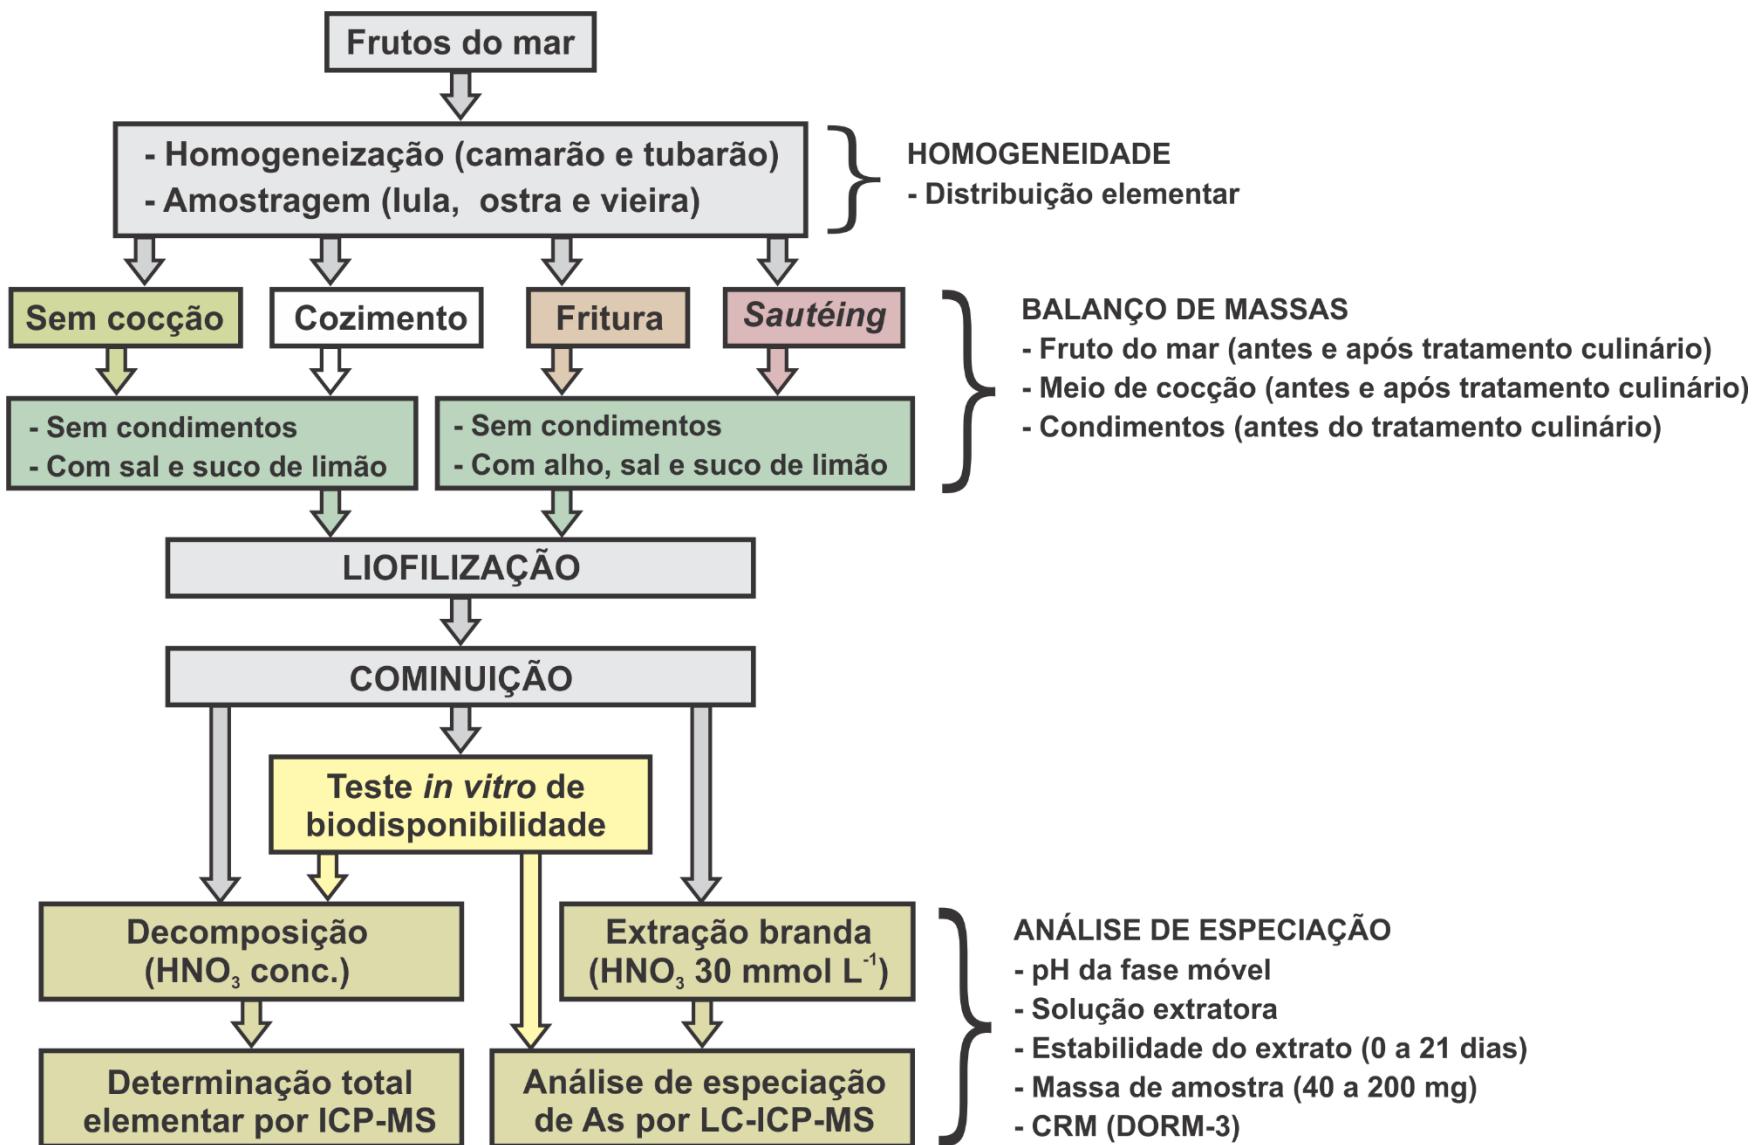 Frutos do mar
- Homogeneização (camarão e tubarão)
- Amostragem (lula, ostra e vieira)
HOMOGENEIDADE
- Distribuição elementar
Sem cocção
Cozimento
Fritura
Sautéing
BALANÇO DE MASSAS
- Fruto do mar (antes e após tratamento culinário)
- Meio de cocção (antes e após tratamento culinário)
- Condimentos (antes do tratamento culinário)
- Sem condimentos
- Com sal e suco de limão
- Sem condimentos
- Com alho, sal e suco de limão
LIOFILIZAÇÃO
COMINUIÇÃO
Teste in vitro de
biodisponibilidade
Decomposição
(HNO₃ conc.)
Extração branda
(HNO₃ 30 mmol L⁻¹)
Determinação total
elementar por ICP-MS
Análise de especiação
de As por LC-ICP-MS
ANÁLISE DE ESPECIAÇÃO
- pH da fase móvel
- Solução extratora
- Estabilidade do extrato (0 a 21 dias)
- Massa de amostra (40 a 200 mg)
- CRM (DORM-3)